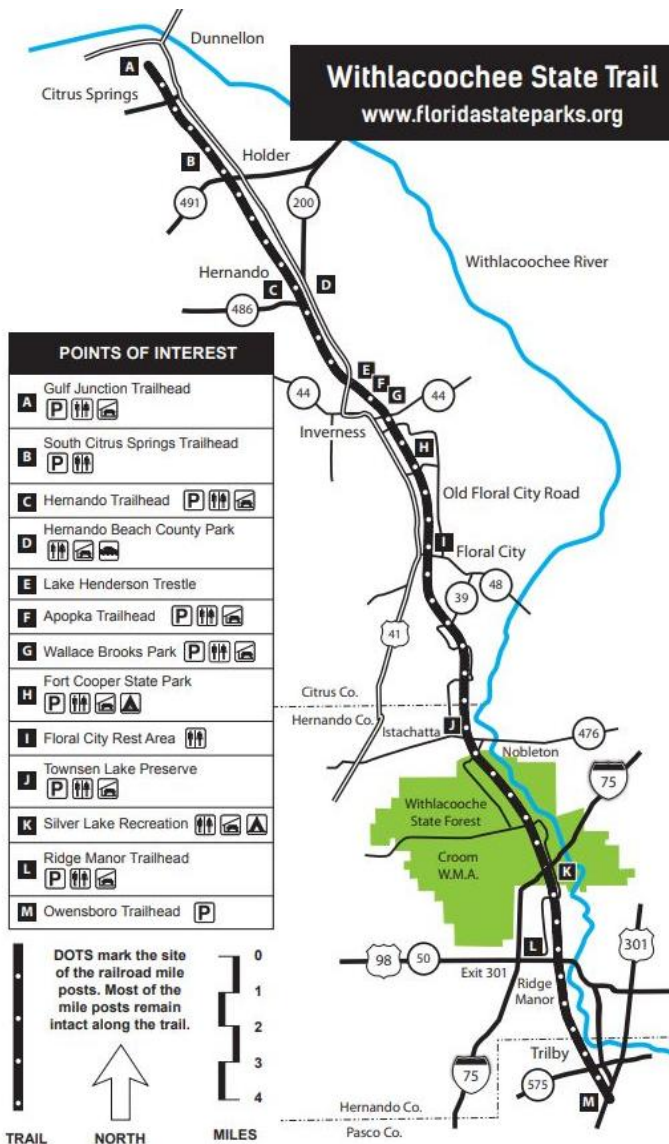 Withlacoochee State Trail
www.floridastateparks.org
Dunnellon
A
Citrus Springs
B
Holder
491
200
Withlacoochee River
Hernando
C
D
486
E
F
G
44
44
Inverness
H
Old Floral City Road
I
Floral City
39
48
41
Citrus Co.
Hernando Co.
J
Istachatta
476
Nobleton
75
Withlacooche
State Forest
Croom
W.M.A.
K
L
98
50
Exit 301
301
Ridge
Manor
Trilby
75
575
M
Hernando Co.
Pasco Co.
POINTS OF INTEREST
A Gulf Junction Trailhead
P
B South Citrus Springs Trailhead
P
C Hernando Trailhead P
D Hernando Beach County Park
E Lake Henderson Trestle
F Apopka Trailhead P
G Wallace Brooks Park P
H Fort Cooper State Park
P
I Floral City Rest Area
J Townsen Lake Preserve
P
K Silver Lake Recreation
L Ridge Manor Trailhead
P
M Owensboro Trailhead P
DOTS mark the site
of the railroad mile
posts. Most of the
mile posts remain
intact along the trail.
0
1
2
3
4
TRAIL
NORTH
MILES